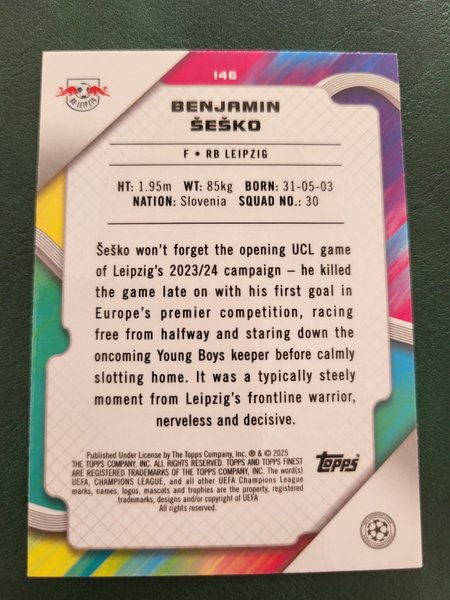 146
RB LEIPZIG
BENJAMIN
ŠEŠKO
F • RB LEIPZIG
HT: 1.95m WT: 85kg BORN: 31-05-03
NATION: Slovenia SQUAD NO.: 30
Šeško won't forget the opening UCL game
of Leipzig's 2023/24 campaign – he killed
the game late on with his first goal in
Europe's premier competition, racing
free from halfway and staring down the
oncoming Young Boys keeper before calmly
slotting home. It was a typically steely
moment from Leipzig's frontline warrior,
nerveless and decisive.
Published Under License by The Topps Company, Inc. ® & © 2025
THE TOPPS COMPANY, INC. ALL RIGHTS RESERVED. TOPPS AND TOPPS FINEST
ARE REGISTERED TRADEMARKS OF THE TOPPS COMPANY, INC. The word(s)
UEFA, CHAMPIONS LEAGUE, and all other UEFA Champions League
marks, names, logos, mascots and trophies are the property, registered
trademarks, designs and/or copyright of UEFA
All rights reserved.
Topps